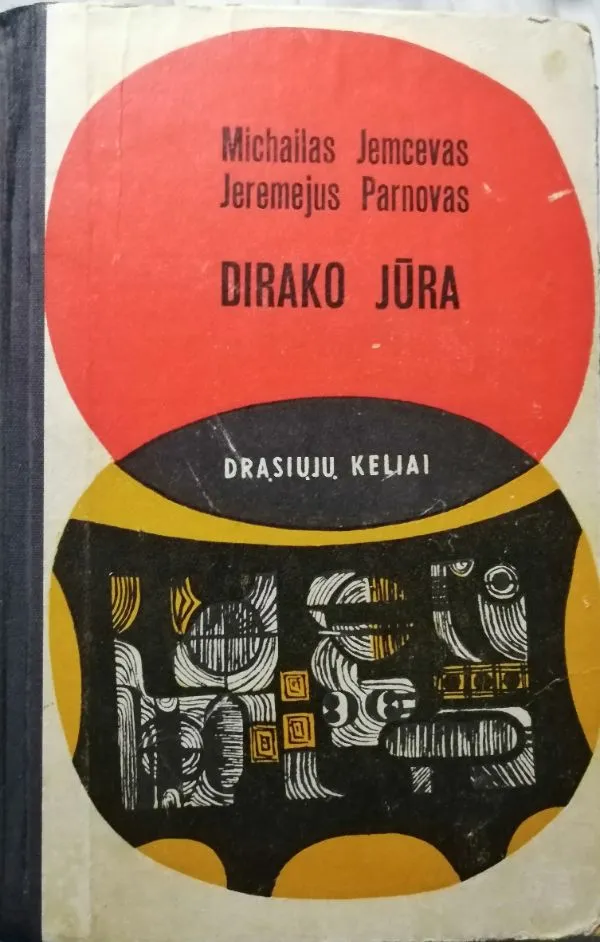 Michailas Jemcevas
Jeremejus Parnovas
DIRAKO JŪRA
DRĄSIŲJŲ KELIAI